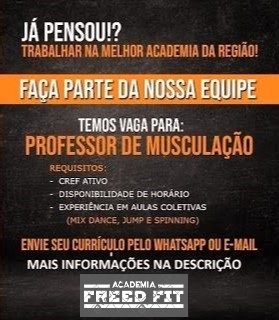 JÁ PENSOU!?
TRABALHAR NA MELHOR ACADEMIA DA REGIÃO!
FAÇA PARTE DA NOSSA EQUIPE
TEMOS VAGA PARA:
PROFESSOR DE MUSCULAÇÃO
REQUISITOS:
- CREF ATIVO
- DISPONIBILIDADE DE HORÁRIO
- EXPERIÊNCIA EM AULAS COLETIVAS
(MIX DANCE, JUMP E SPINNING)
ENVIE SEU CURRÍCULO PELO WHATSAPP OU E-MAIL
MAIS INFORMAÇÕES NA DESCRIÇÃO
ACADEMIA
FREED FIT